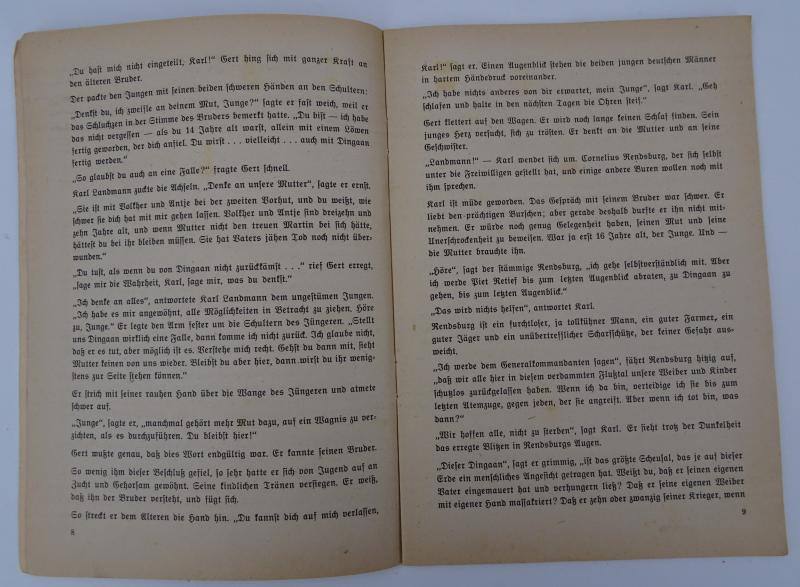 „Du hast mich nicht eingeteilt, Karl!“ Gert hing sich mit ganzer Kraft an
den älteren Bruder.
Der packte den Jungen mit seinen beiden schweren Händen an den Schultern:
„Denkst du, ich zweifle an deinem Mut, Junge?“ sagte er fast weich, weil er
das Schluchzen in der Stimme des Bruders bemerkt hatte. „Du bist — ich habe
das nicht vergessen — als du 14 Jahre alt warst, allein mit einem Löwen
fertig geworden, der dich anfiel. Du wirst . . . vielleicht . . . auch mit Dingaan
fertig werden.“
„So glaubst du auch an eine Falle?“ fragte Gert schnell.
Karl Landmann zuckte die Achseln. „Denke an unsere Mutter“, sagte er ernst.
„Sie ist mit Volkher und Antje bei der zweiten Vorhut, und du weißt, wie
schwer sie dich hat mit mir gehen lassen. Volkher und Antje sind dreizehn und
zehn Jahre alt, und wenn Mutter nicht den treuen Martin bei sich hätte,
hättest du bei ihr bleiben müssen. Sie hat Vaters jähen Tod noch nicht über-
wunden.“
„Du tust, als wenn du von Dingaan nicht zurückkämst . . .“ rief Gert erregt,
„sage mir die Wahrheit, Karl, sage mir, was du denkst.“
„Ich denke an alles“, antwortete Karl Landmann dem ungestümen Jungen.
„Ich habe es mir angewöhnt, alle Möglichkeiten in Betracht zu ziehen. Höre
zu, Junge.“ Er legte den Arm fester um die Schultern des Jüngeren. „Stellt
uns Dingaan wirklich eine Falle, dann komme ich nicht zurück. Ich glaube nicht,
daß er es tut, aber möglich ist es. Verstehe mich recht. Gehst du dann mit, sieht
Mutter keinen von uns wieder. Bleibst du aber hier, dann wirst du ihr wenig-
stens zur Seite stehen können.“
Er strich mit seiner rauhen Hand über die Wange des Jüngeren und atmete
schwer auf.
„Junge“, sagte er, „manchmal gehört mehr Mut dazu, auf ein Wagnis zu ver-
zichten, als es durchzuführen. Du bleibst hier!“
Gert wußte genau, daß dies Wort endgültig war. Er kannte seinen Bruder.
So wenig ihm dieser Beschluß gefiel, so sehr hatte er sich von Jugend auf an
Zucht und Gehorsam gewöhnt. Seine kindlichen Tränen versiegen. Er weiß,
daß ihn der Bruder versteht, und fügt sich.
So streckt er dem Älteren die Hand hin. „Du kannst dich auf mich verlassen,
8
Karl!“ sagt er. Einen Augenblick stehen die beiden jungen deutschen Männer
in hartem Händedruck voreinander.
„Ich habe nichts anderes von dir erwartet, mein Junge“, sagt Karl. „Geh
schlafen und halte in den nächsten Tagen die Ohren steif.“
Gert klettert auf den Wagen. Er wird noch lange keinen Schlaf finden. Sein
junges Herz versucht, sich zu trösten. Er denkt an die Mutter und an seine
Geschwister.
„Landmann!“ — Karl wendet sich um. Cornelius Rendsburg, der sich selbst
unter die Freiwilligen gestellt hat, und einige andere Buren wollen noch mit
ihm sprechen.
Karl ist müde geworden. Das Gespräch mit seinem Bruder war schwer. Er
liebt den prächtigen Burschen; aber gerade deshalb durfte er ihn nicht mit-
nehmen. Er würde noch genug Gelegenheit haben, seinen Mut und seine
Unerschrockenheit zu beweisen. War ja erst 16 Jahre alt, der Junge. Und —
die Mutter brauchte ihn.
„Höre“, sagt der stämmige Rendsburg, „ich gehe selbstverständlich mit. Aber
ich werde Piet Retief bis zum letzten Augenblick abraten, zu Dingaan zu
gehen, bis zum letzten Augenblick.“
„Das wird nichts helfen“, antwortet Karl.
Rendsburg ist ein furchtloser, ja tollkühner Mann, ein guter Farmer, ein
guter Jäger und ein unübertrefflicher Scharfschütze, der keiner Gefahr aus-
weicht.
„Ich werde dem Generalkommandanten sagen“, fährt Rendsburg hitzig auf,
„daß wir alle hier in diesem verdammten Flußtal unsere Weiber und Kinder
schutzlos zurückgelassen haben. Wenn ich da bin, verteidige ich sie bis zum
letzten Atemzuge, gegen jeden, der sie angreift. Aber wenn ich tot bin, was
dann?“
„Wir hoffen alle, nicht zu sterben“, sagt Karl. Er sieht trotz der Dunkelheit
das erregte Blitzen in Rendsburgs Augen.
„Dieser Dingaan“, sagt er grimmig, „ist das größte Scheusal, das je auf dieser
Erde ein menschliches Angesicht getragen hat. Weißt du, daß er seinen eigenen
Vater eingemauert hat und verhungern ließ? Daß er seine eigenen Weiber
mit eigener Hand massakriert? Daß er zehn oder zwanzig seiner Krieger, wenn
9